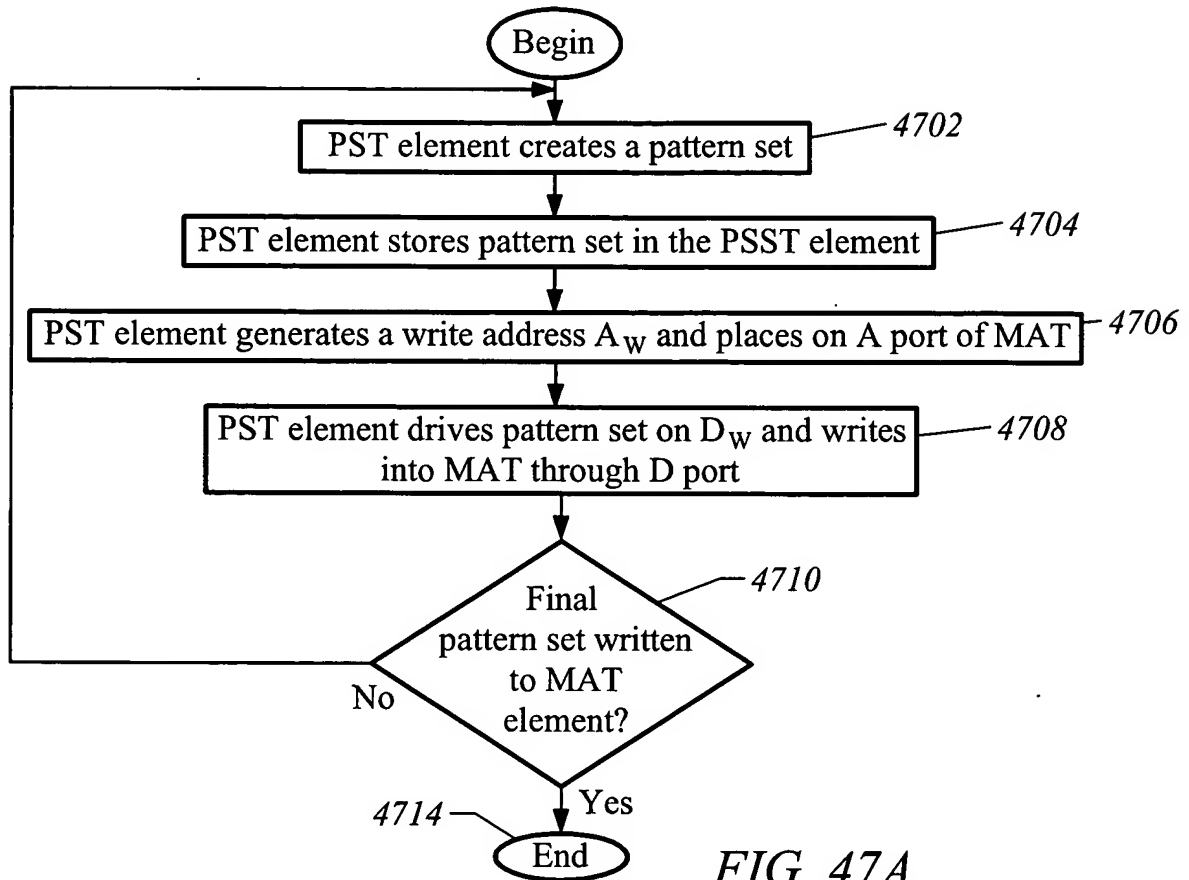 Begin
PST element creates a pattern set
4702
PST element stores pattern set in the PSST element
4704
PST element generates a write address AW and places on A port of MAT
4706
PST element drives pattern set on DW and writes
into MAT through D port
4708
Final
pattern set written
to MAT
element?
4710
No
Yes
4714
End
FIG. 47A